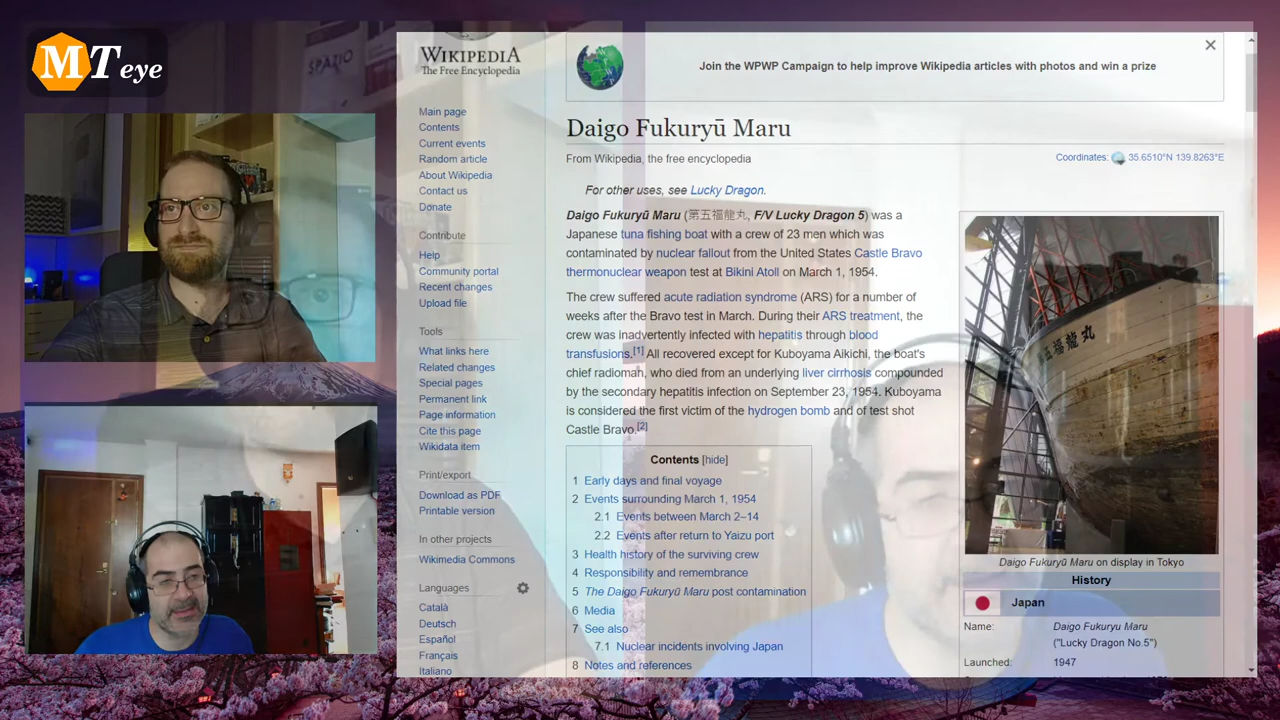 MTeye
SPAZIO
WIKIPEDIA
The Free Encyclopedia
Main page
Contents
Current events
Random article
About Wikipedia
Contact us
Donate
Contribute
Help
Community portal
Recent changes
Upload file
Tools
What links here
Related changes
Special pages
Permanent link
Page information
Cite this page
Wikidata item
Print/export
Download as PDF
Printable version
In other projects
Wikimedia Commons
Languages
Català
Deutsch
Español
Français
Italiano
Join the WPWP Campaign to help improve Wikipedia articles with photos and win a prize
Daigo Fukuryū Maru
From Wikipedia, the free encyclopedia
Coordinates: 35.6510°N 139.8263°E
For other uses, see Lucky Dragon.
Daigo Fukuryū Maru (第五福龍丸, F/V Lucky Dragon 5) was a
Japanese tuna fishing boat with a crew of 23 men which was
contaminated by nuclear fallout from the United States Castle Bravo
thermonuclear weapon test at Bikini Atoll on March 1, 1954.
The crew suffered acute radiation syndrome (ARS) for a number of
weeks after the Bravo test in March. During their ARS treatment, the
crew was inadvertently infected with hepatitis through blood
transfusions.[1] All recovered except for Kuboyama Aikichi, the boat's
chief radioman, who died from an underlying liver cirrhosis compounded
by the secondary hepatitis infection on September 23, 1954. Kuboyama
is considered the first victim of the hydrogen bomb and of test shot
Castle Bravo.[2]
Contents [hide]
1 Early days and final voyage
2 Events surrounding March 1, 1954
2.1 Events between March 2–14
2.2 Events after return to Yaizu port
3 Health history of the surviving crew
4 Responsibility and remembrance
5 The Daigo Fukuryū Maru post contamination
6 Media
7 See also
7.1 Nuclear incidents involving Japan
8 Notes and references
五福龍丸
Daigo Fukuryū Maru on display in Tokyo
History
Japan
Name: Daigo Fukuryu Maru
("Lucky Dragon No.5")
Launched: 1947